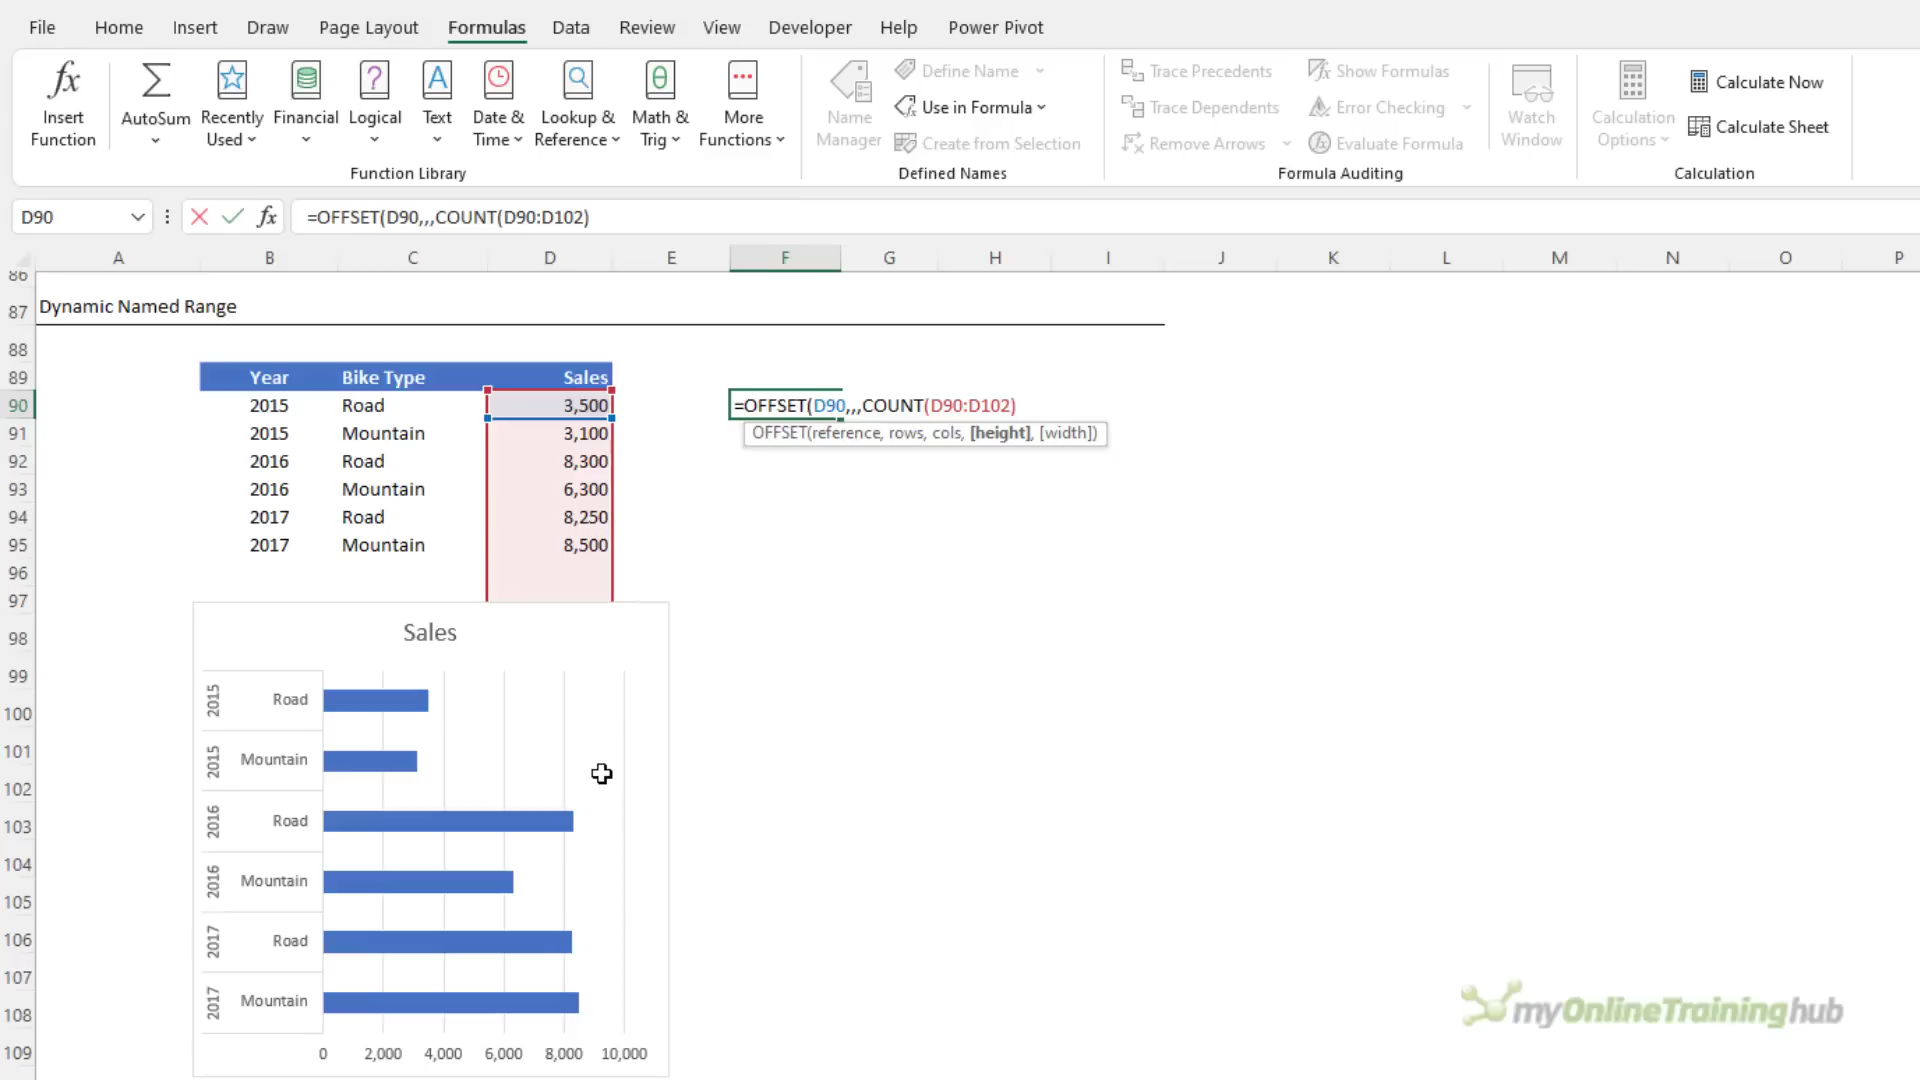 File Home Insert Draw Page Layout Formulas Data Review View Developer Help Power Pivot
fx Insert Function
AutoSum
Recently Used
Financial
Logical
Text
Date & Time
Lookup & Reference
Math & Trig
More Functions
Function Library
Name Manager
Define Name
Use in Formula
Create from Selection
Defined Names
Trace Precedents
Trace Dependents
Remove Arrows
Show Formulas
Error Checking
Evaluate Formula
Formula Auditing
Watch Window
Calculation Options
Calculate Now
Calculate Sheet
Calculation
D90 fx =OFFSET(D90,,,COUNT(D90:D102)
A B C D E F G H I J K L M N O P
86
87 Dynamic Named Range
88
89 Year Bike Type Sales
90 2015 Road 3,500 =OFFSET(D90,,,COUNT(D90:D102)
OFFSET(reference, rows, cols, [height], [width])
91 2015 Mountain 3,100
92 2016 Road 8,300
93 2016 Mountain 6,300
94 2017 Road 8,250
95 2017 Mountain 8,500
96
97
98
99
100
101
102
103
104
105
106
107
108
109
Sales
2015 Road
2015 Mountain
2016 Road
2016 Mountain
2017 Road
2017 Mountain
0 2,000 4,000 6,000 8,000 10,000
myOnlineTraininghub